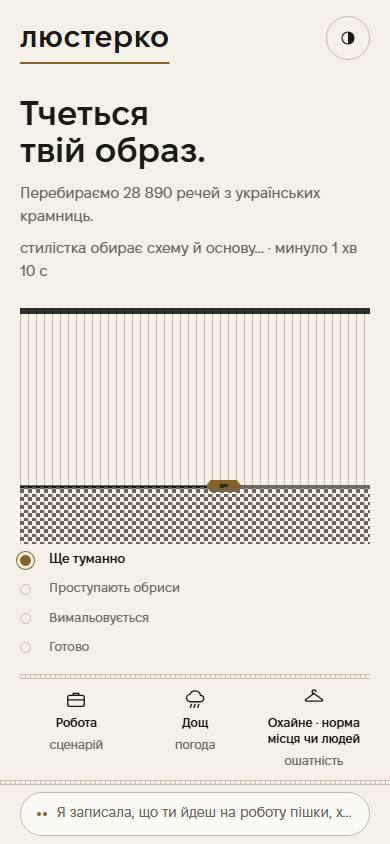 люстерко
Тчеться
твій образ.
Перебираємо 28 890 речей з українських
крамниць.
стилістка обирає схему й основу… · минуло 1 хв
10 с
Ще туманно
Проступають обриси
Вимальовується
Готово
Робота
сценарій
Дощ
погода
Охайне · норма
місця чи людей
ошатність
Я записала, що ти йдеш на роботу пішки, х…